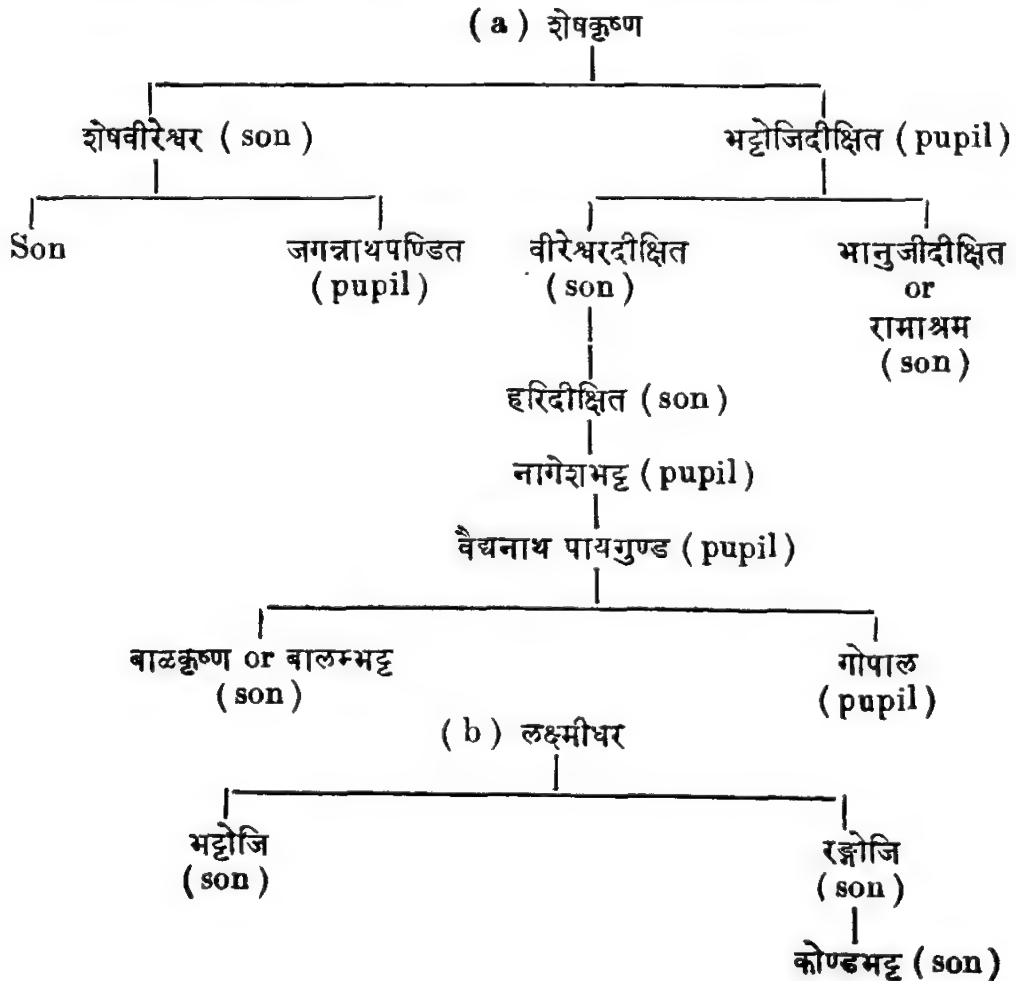 (a) शेषकृष्ण
शेषवीरेश्वर (son) भट्टोजिदीक्षित (pupil)
Son जगन्नाथपण्डित वीरेश्वरदीक्षित भानुजीदीक्षित
(pupil) (son) or
रामाश्रम
(son)
हरिदीक्षित (son)
नागेशभट्ट (pupil)
वैद्यनाथ पायगुण्ड (pupil)
बाळकृष्ण or बालम्भट्ट गोपाल
(son) (pupil)
(b) लक्ष्मीधर
भट्टोजि रङ्गोजि
(son) (son)
कोण्डभट्ट (son)